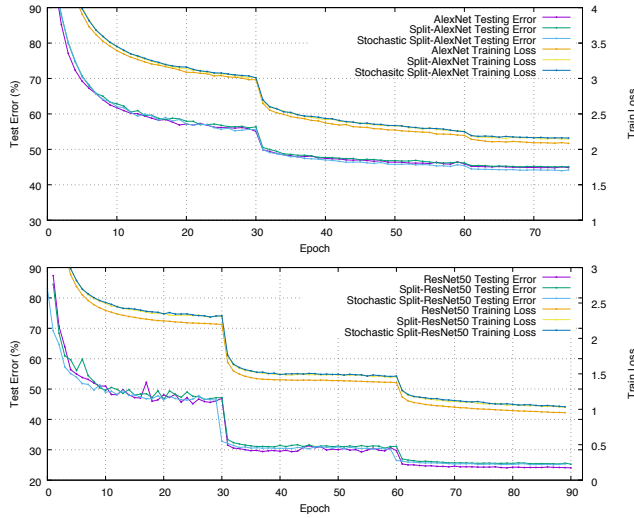 AlexNet Testing Error
Split-AlexNet Testing Error
Stochastic Split-AlexNet Testing Error
AlexNet Training Loss
Split-AlexNet Training Loss
Stochasitc Split-AlexNet Training Loss
Test Error (%)
90
80
70
60
50
40
30
4
3.5
3
2.5
2
1.5
1
Train Loss
0
10
20
30
40
50
60
70
Epoch
ResNet50 Testing Error
Split-ResNet50 Testing Error
Stochastic Split-ResNet50 Testing Error
ResNet50 Training Loss
Split-ResNet50 Training Loss
Stochastic Split-ResNet50 Training Loss
Test Error (%)
90
80
70
60
50
40
30
20
3
2.5
2
1.5
1
0.5
0
Train Loss
0
10
20
30
40
50
60
70
80
90
Epoch